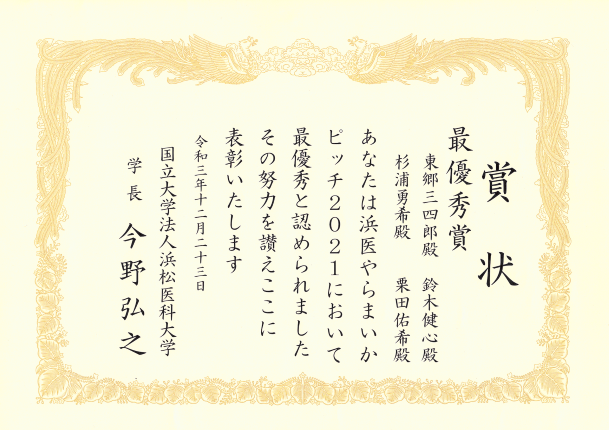 賞状
最優秀賞
東郷三四郎殿 鈴木健心殿
杉浦勇希殿 栗田佑希殿
あなたは浜医やらまいか
ピッチ2021において
最優秀と認められました
その努力を讃えここに
表彰いたします
令和三年十二月二十三日
国立大学法人浜松医科大学
学長 今野弘之